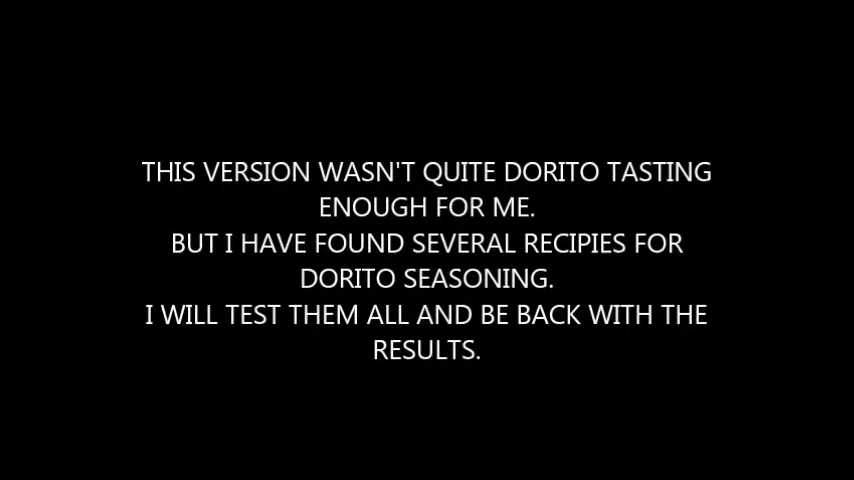 THIS VERSION WASN'T QUITE DORITO TASTING
ENOUGH FOR ME.
BUT I HAVE FOUND SEVERAL RECIPIES FOR
DORITO SEASONING.
I WILL TEST THEM ALL AND BE BACK WITH THE
RESULTS.